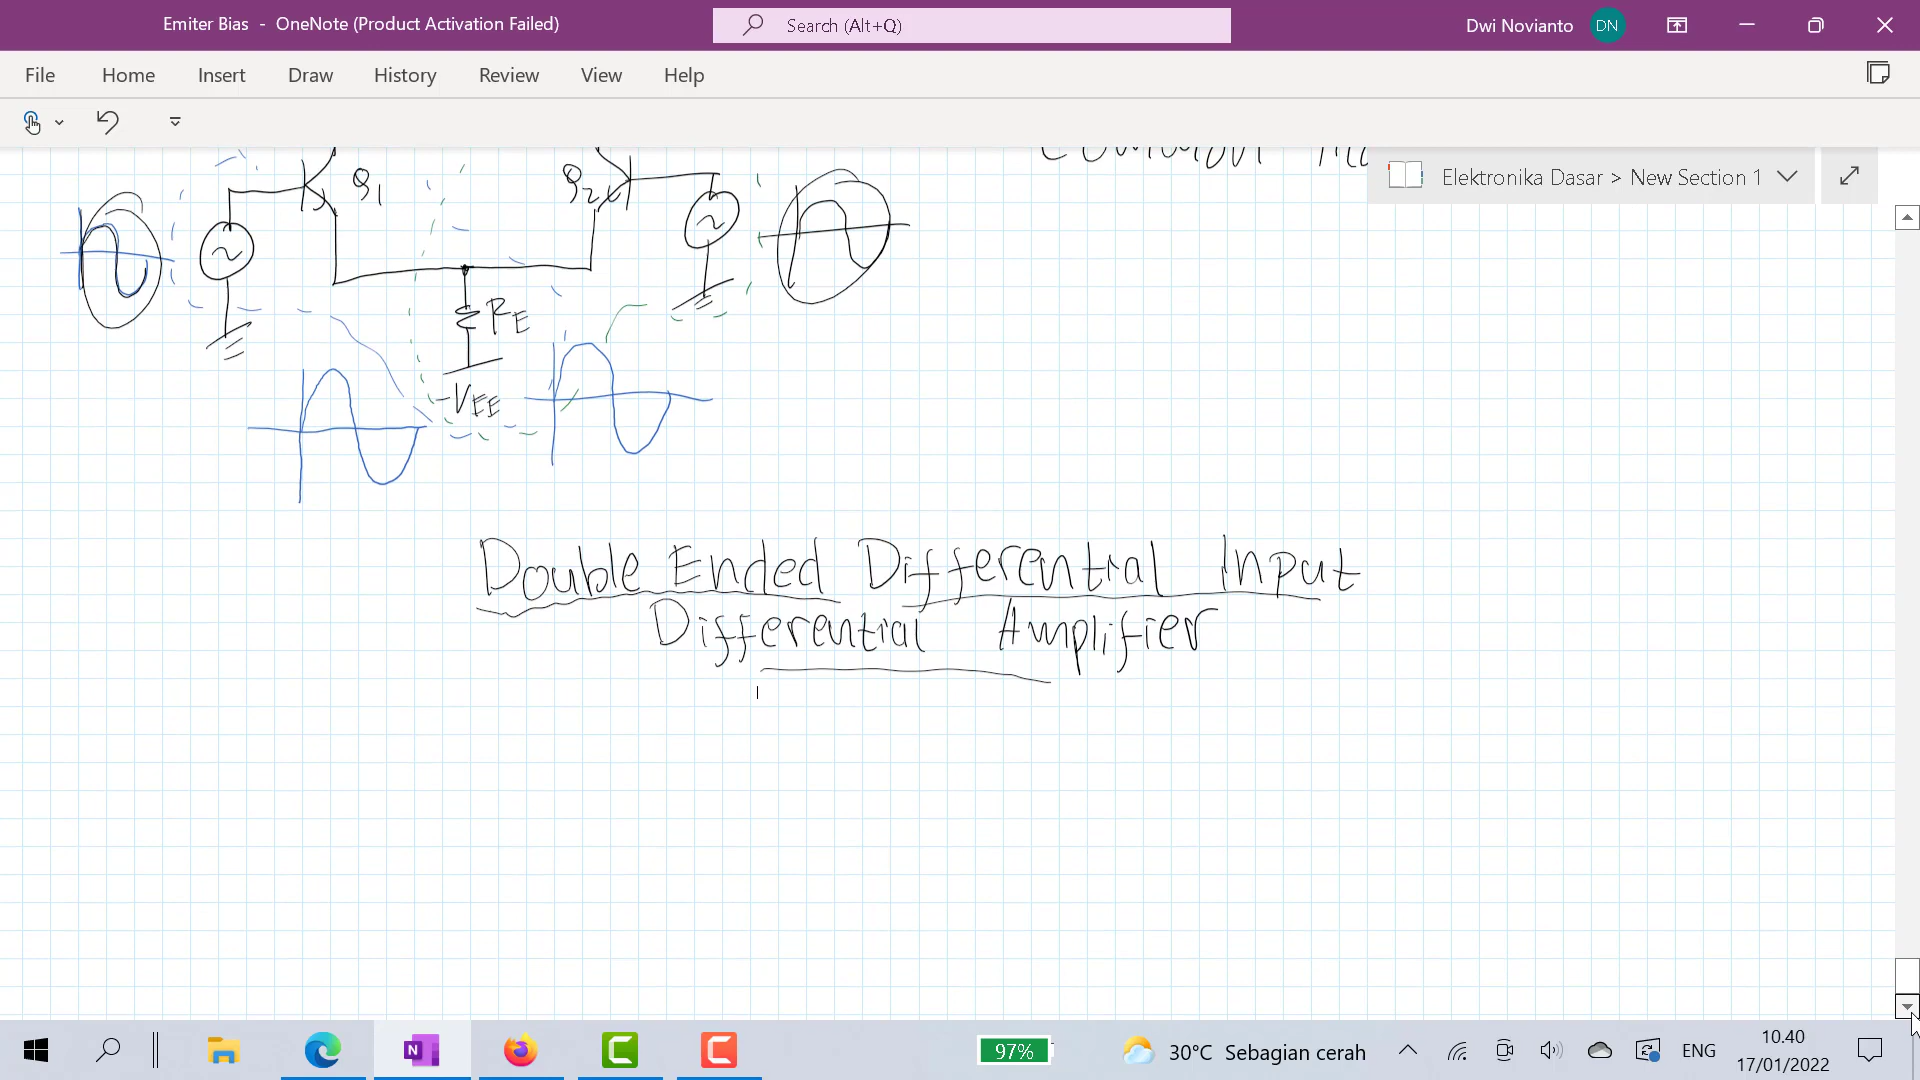 Emiter Bias - OneNote (Product Activation Failed)
Search (Alt+Q)
Dwi Novianto
DN
File Home Insert Draw History Review View Help
Common
Elektronika Dasar > New Section 1
Q1
Q2
RE
-VEE
Double Ended Differential Input
Differential Amplifier
97%
30°C Sebagian cerah
ENG
10.40
17/01/2022